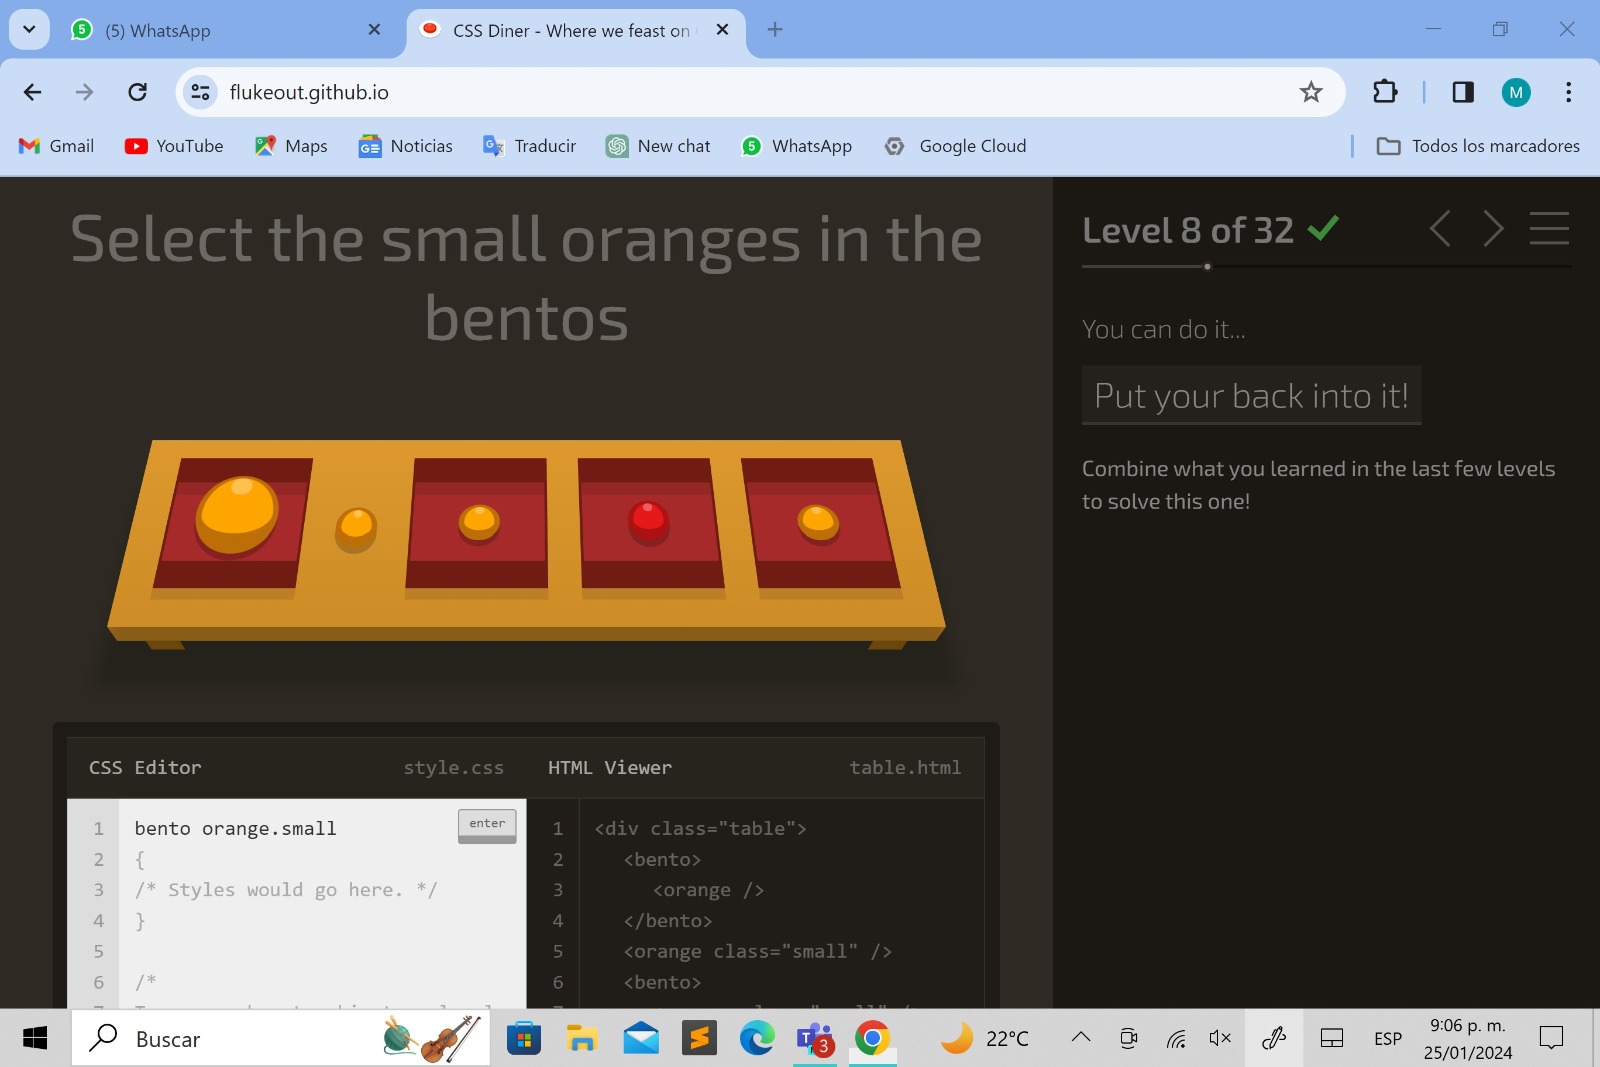 (5) WhatsApp
CSS Diner - Where we feast on
flukeout.github.io
M
Gmail
YouTube
Maps
Noticias
Traducir
New chat
WhatsApp
Google Cloud
Todos los marcadores
Select the small oranges in the
bentos
Level 8 of 32
You can do it...
Put your back into it!
Combine what you learned in the last few levels
to solve this one!
CSS Editor
style.css
1 bento orange.small
enter
2 {
3 /* Styles would go here. */
4 }
5
6 /*
HTML Viewer
table.html
1 <div class="table">
2 <bento>
3 <orange />
4 </bento>
5 <orange class="small" />
6 <bento>
Buscar
3
22°C
ESP
9:06 p. m.
25/01/2024